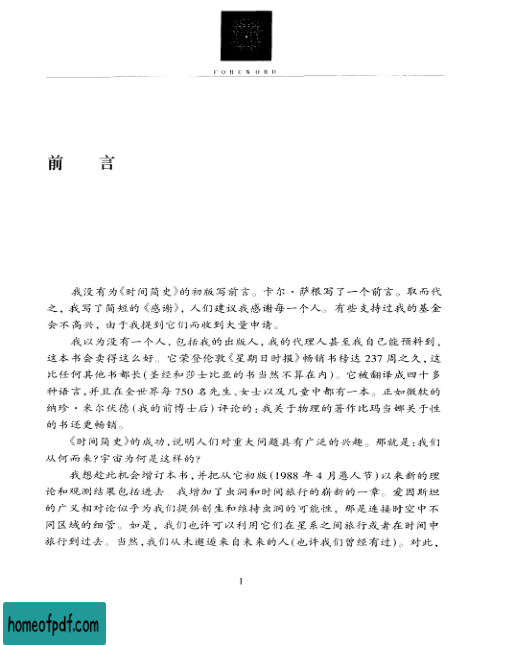 FOREWORD
前 言
我没有为《时间简史》的初版写前言。卡尔·萨根写了一个前言。取而代
之，我写了简短的《感谢》，人们建议我感谢每一个人。有些支持过我的基金
会不高兴，由于我提到它们而收到大量申请。
我以为没有一个人，包括我的出版人，我的代理人甚至我自己能预料到，
这本书会卖得这么好。它荣登伦敦《星期日时报》畅销书榜达 237 周之久，这
比任何其他书都长（圣经和莎士比亚的书当然不算在内）。它被翻译成四十多
种语言，并且在全世界每 750 名先生、女士以及儿童中都有一本。正如微软的
纳珍·米尔伏德（我的前博士后）评论的：我关于物理的著作比玛当娜关于性
的书还更畅销。
《时间简史》的成功，说明人们对重大问题具有广泛的兴趣。那就是：我们
从何而来？宇宙为何是这样的？
我想趁此机会增订本书，并把从它初版（1988 年 4 月愚人节）以来新的理
论和观测结果包括进去。我增加了虫洞和时间旅行的崭新的一章。爱因斯坦
的广义相对论似乎为我们提供创生和维持虫洞的可能性，那是连接时空中不
同区域的细管。如是，我们也许可以利用它们在星系之间旅行或者在时间中
旅行到过去。当然，我们从未邂逅来自未来的人（也许我们曾经有过）。对此，
1
homeofpdf.com